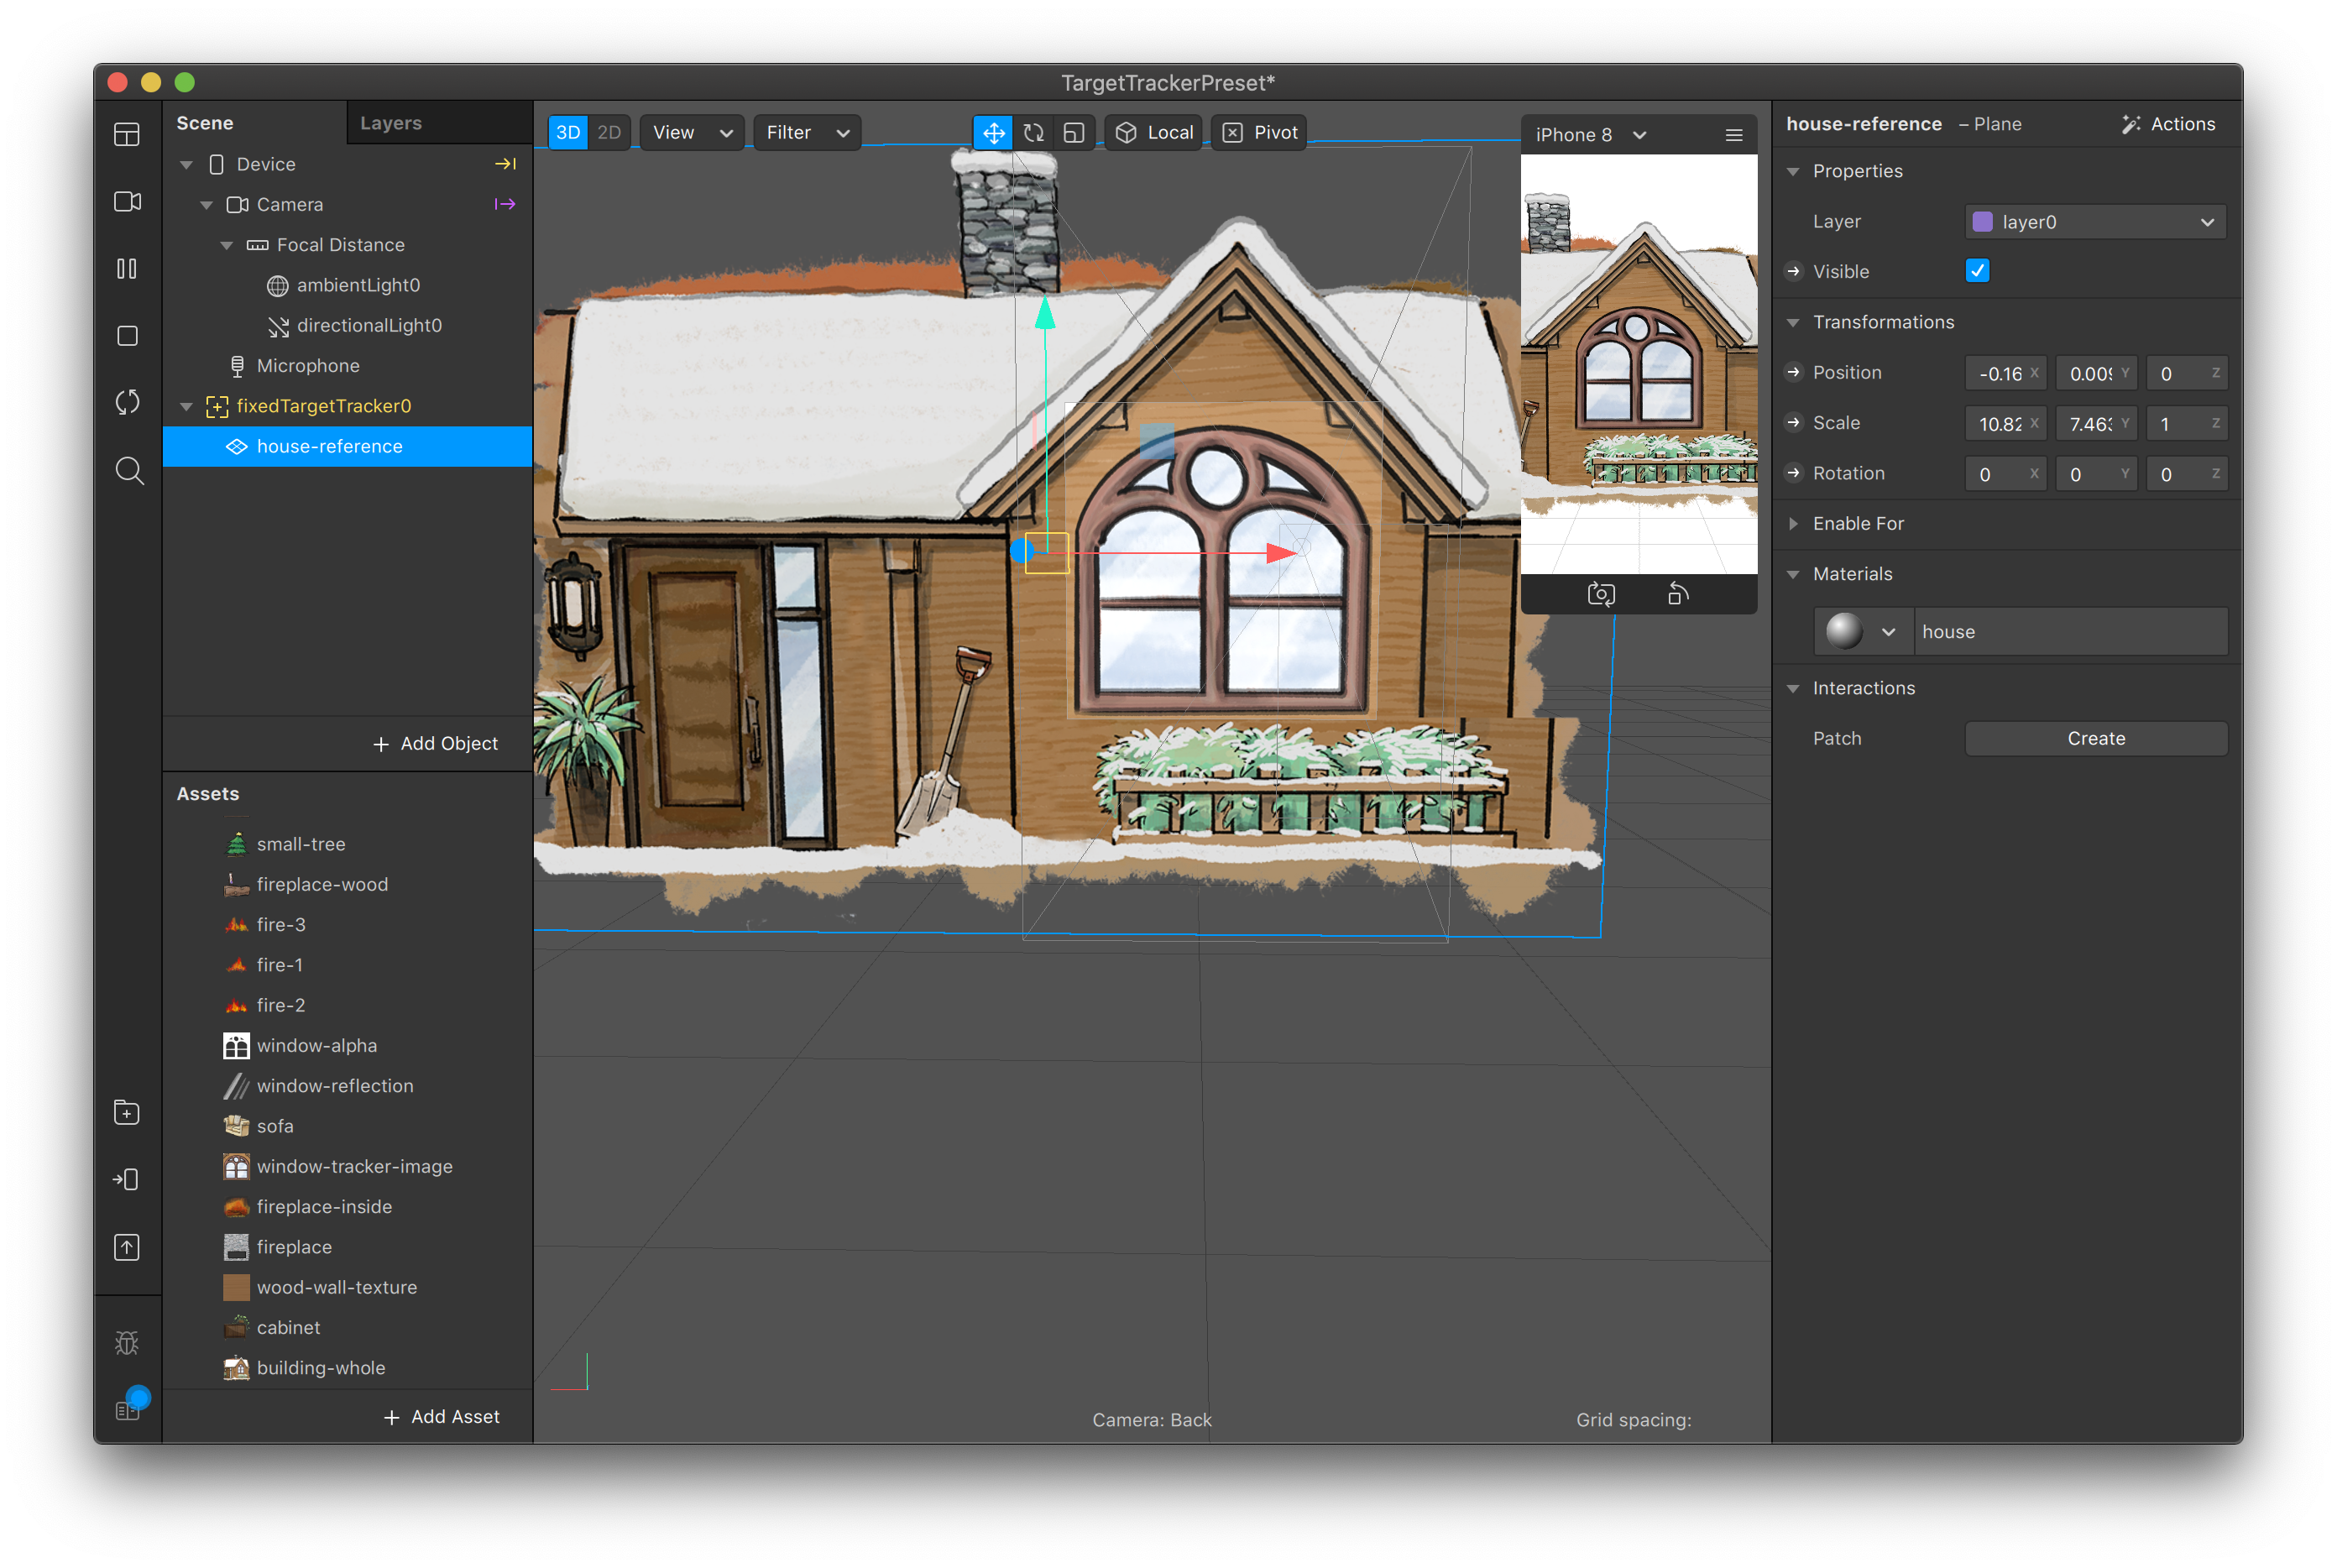 TargetTrackerPreset*
Scene
Layers
Device
Camera
Focal Distance
ambientLight0
directionalLight0
Microphone
fixedTargetTracker0
house-reference
+ Add Object
Assets
small-tree
fireplace-wood
fire-3
fire-1
fire-2
window-alpha
window-reflection
sofa
window-tracker-image
fireplace-inside
fireplace
wood-wall-texture
cabinet
building-whole
+ Add Asset
3D 2D View Filter Local Pivot
iPhone 8
Camera: Back
Grid spacing:
house-reference – Plane Actions
Properties
Layer layer0
Visible
Transformations
Position -0.16 X 0.009 Y 0 Z
Scale 10.82 X 7.463 Y 1 Z
Rotation 0 X 0 Y 0 Z
Enable For
Materials
house
Interactions
Patch Create